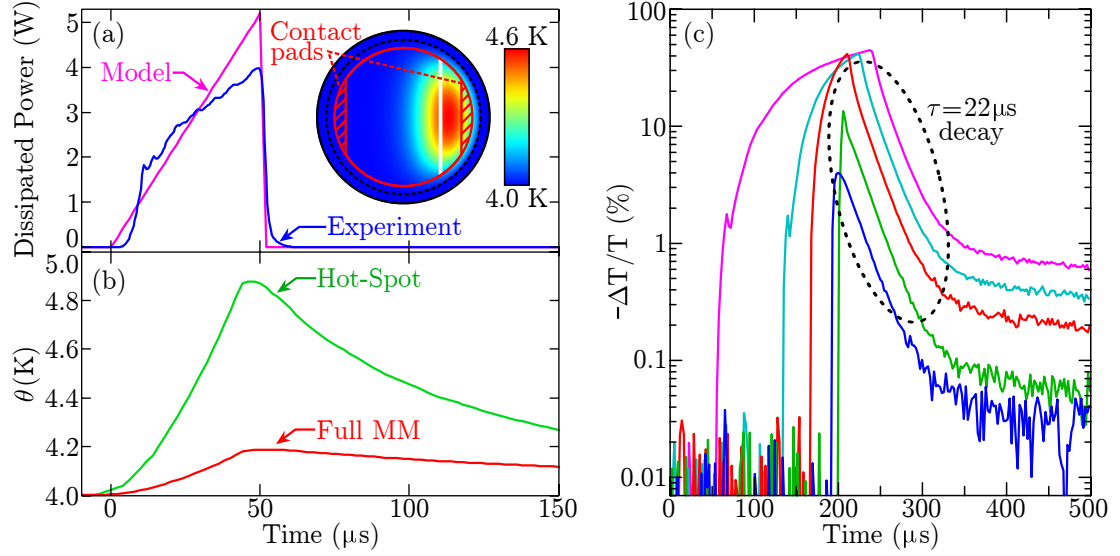 (a)
Contact
pads
4.6 K
4.0 K
Model
Experiment
Dissipated Power (W)
5
4
3
2
1
0
(b)
Hot-Spot
Full MM
θ(K)
5.0
4.8
4.6
4.4
4.2
4.0
0
50
100
150
Time (μs)
(c)
τ=22μs
decay
-ΔT/T (%)
100
10
1
0.1
0.01
0
100
200
300
400
500
Time (μs)